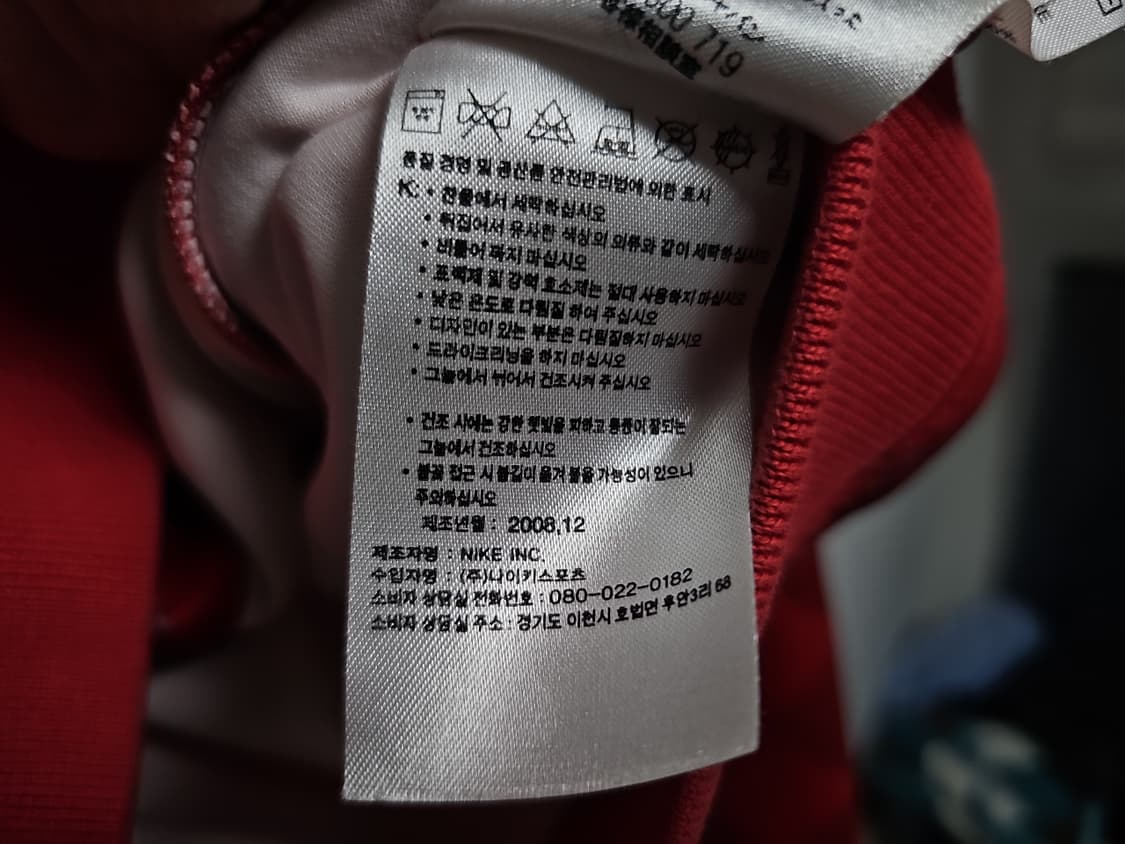 719
품질 경영 및 공산품 안전관리법에 의한 표시
K: • 찬물에서 세탁하십시오
• 뒤집어서 유사한 색상의 의류와 같이 세탁하십시오
• 비틀어 짜지 마십시오
• 표백제 및 강력 효소제는 절대 사용하지 마십시오
• 낮은 온도로 다림질 하여 주십시오
• 디자인이 있는 부분은 다림질하지 마십시오
• 드라이크리닝을 하지 마십시오
• 그늘에서 뉘어서 건조시켜 주십시오
• 건조 시에는 강한 햇빛을 피하고 통풍이 잘되는
그늘에서 건조하십시오
• 불꽃 접근 시 불길이 옮겨 붙을 가능성이 있으니
주의하십시오
제조년월 : 2008.12
제조자명 : NIKE INC.
수입자명 : (주)나이키스포츠
소비자 상담실 전화번호 : 080-022-0182
소비자 상담실 주소 : 경기도 이천시 호법면 후안3리 68